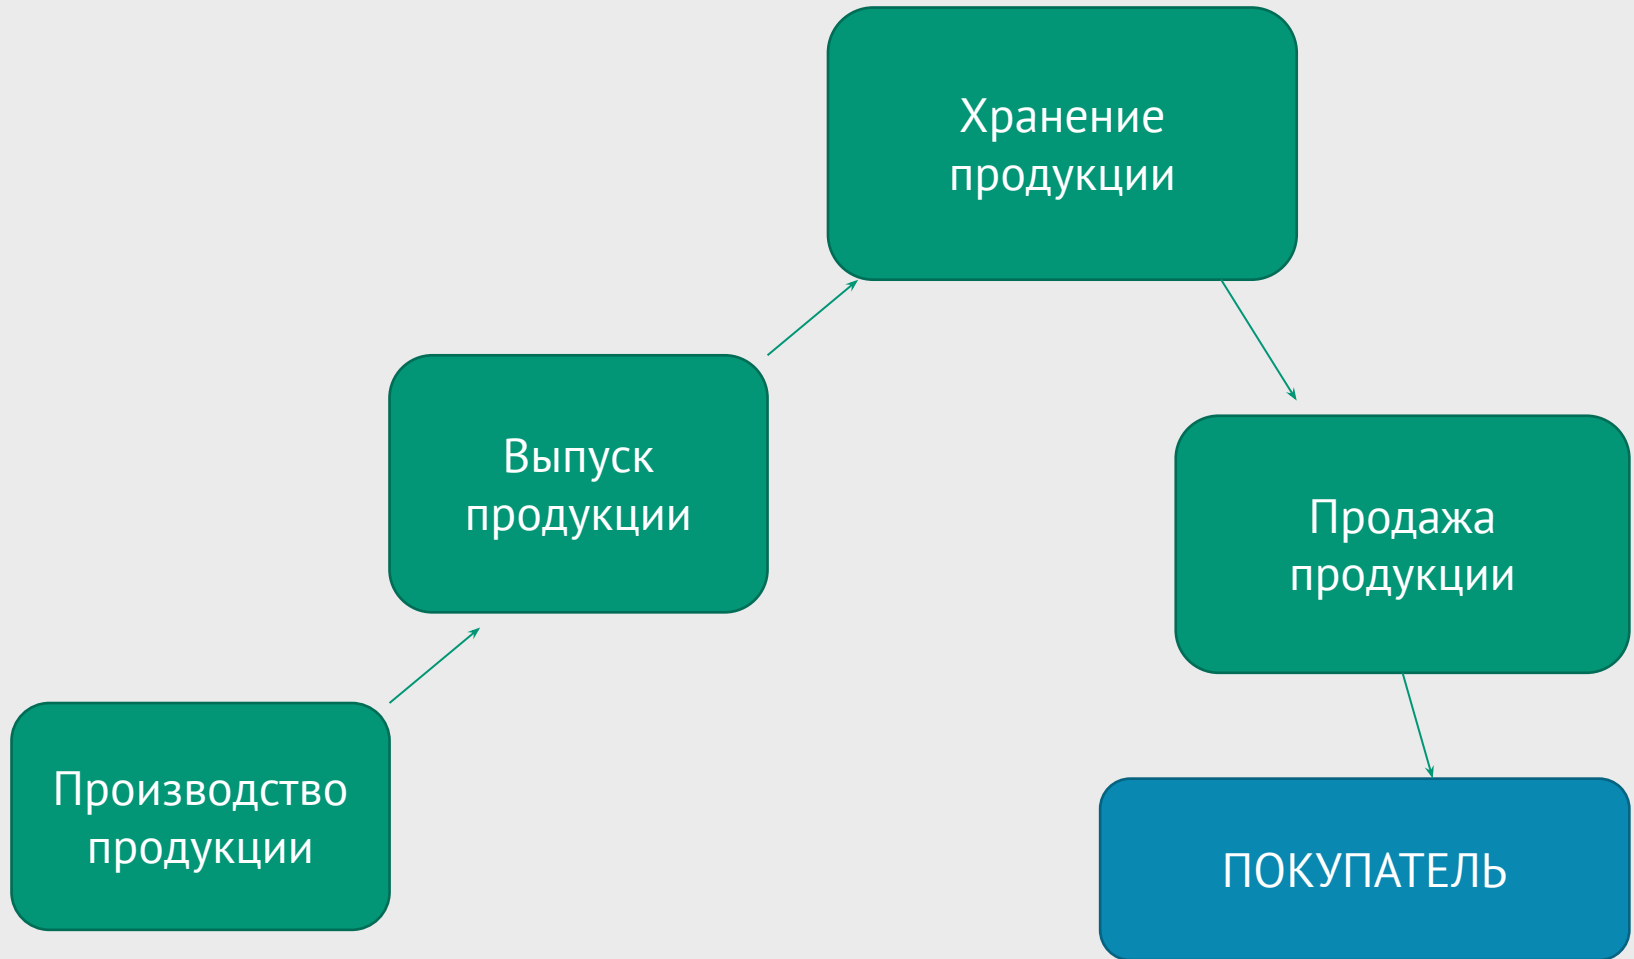 Хранение
продукции
Выпуск
продукции
Продажа
продукции
Производство
продукции
ПОКУПАТЕЛЬ